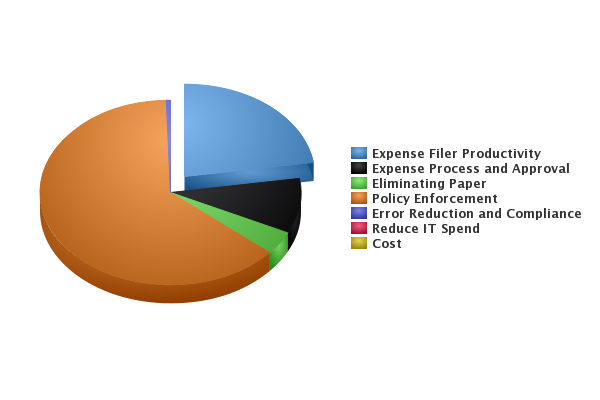 Expense Filer Productivity
Expense Process and Approval
Eliminating Paper
Policy Enforcement
Error Reduction and Compliance
Reduce IT Spend
Cost